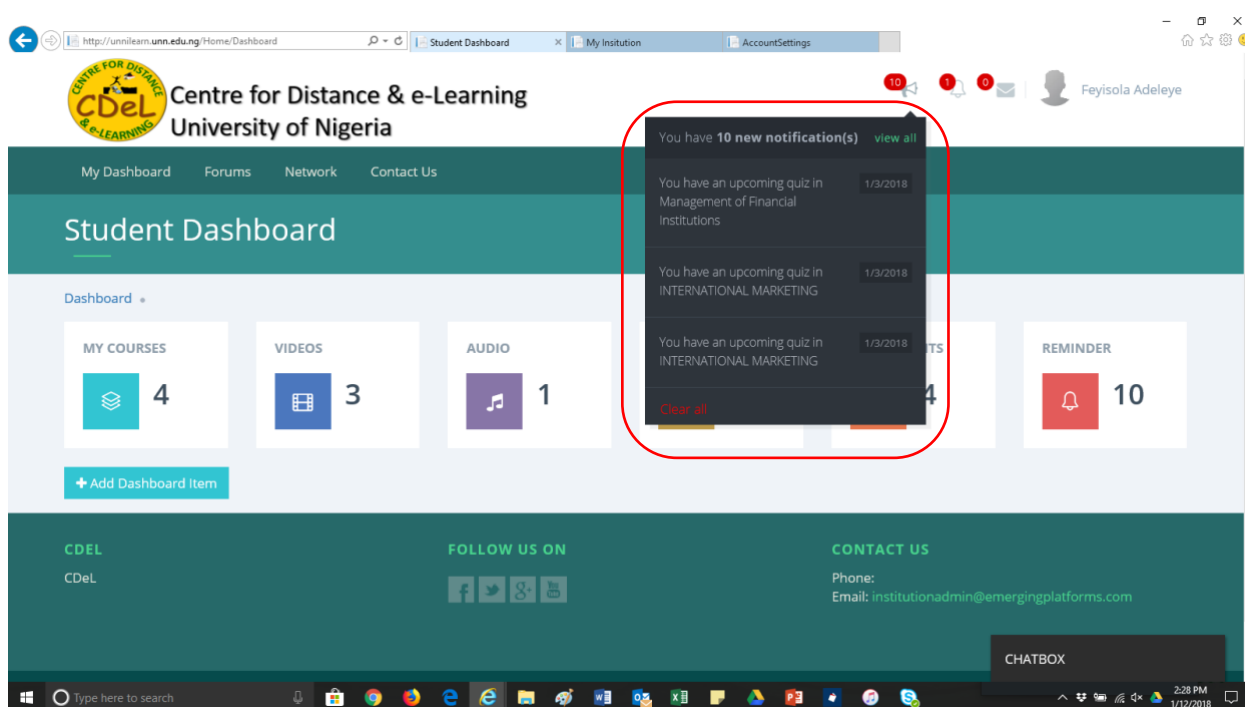 http://unnilearn.unn.edu.ng/Home/Dashboard
Student Dashboard
My Insitution
AccountSettings
CENTRE FOR DISTANCE
CDeL
& e-LEARNING
Centre for Distance & e-Learning
University of Nigeria
10
1
0
Feyisola Adeleye
You have 10 new notification(s) view all
My Dashboard Forums Network Contact Us
You have an upcoming quiz in 1/3/2018
Management of Financial
Institutions
Student Dashboard
You have an upcoming quiz in 1/3/2018
INTERNATIONAL MARKETING
You have an upcoming quiz in 1/3/2018
INTERNATIONAL MARKETING
Clear all
Dashboard
MY COURSES
4
VIDEOS
3
AUDIO
1
TS
4
REMINDER
10
+ Add Dashboard Item
CDEL
CDeL
FOLLOW US ON
CONTACT US
Phone:
Email: institutionadmin@emergingplatforms.com
CHATBOX
Type here to search
2:28 PM
1/12/2018